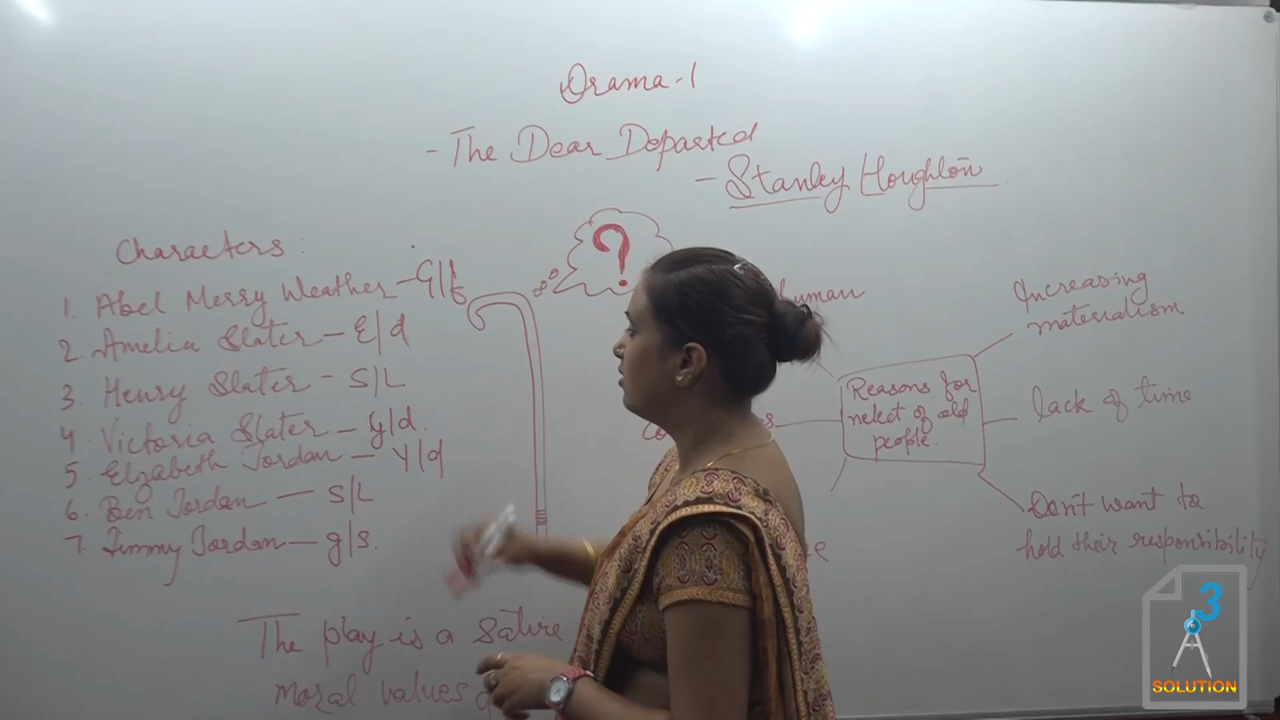 Drama-1
- The Dear Departed
- Stanley Houghton
Characters:
1. Abel Merry Weather - G/f
2. Amelia Slater - E/d
3. Henry Slater - S/L
4. Victoria Slater - g/d.
5. Elizabeth Jordan - Y/d
6. Ben Jordan - S/L
7. Jimmy Jordan - g/s.
?
human
Reasons for
nelect of old
people.
Increasing
materialism
lack of time
Don't want to
hold their responsibility
The play is a satire
moral values
3
SOLUTION